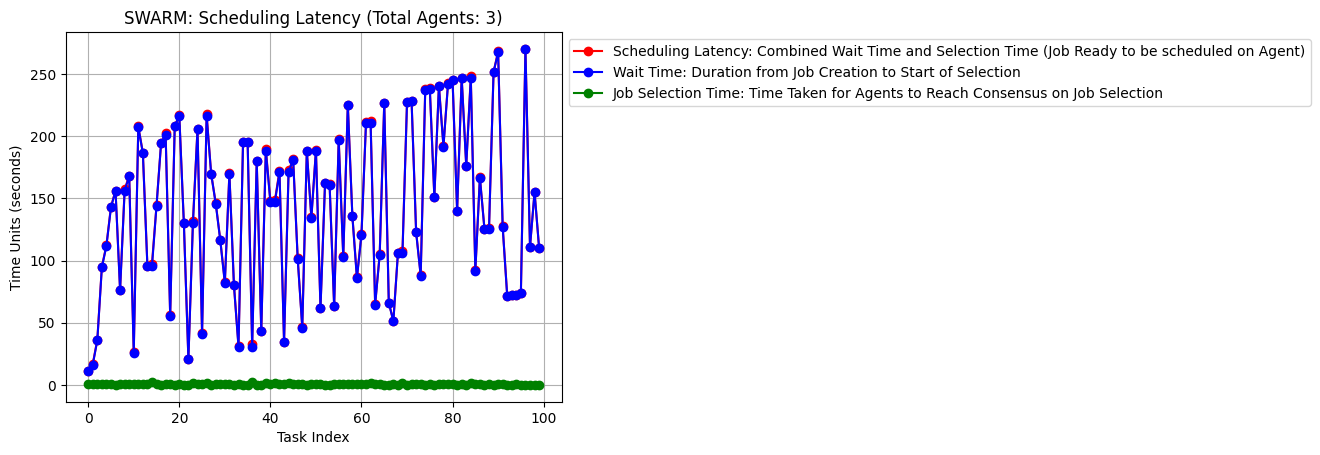 SWARM: Scheduling Latency (Total Agents: 3)
Scheduling Latency: Combined Wait Time and Selection Time (Job Ready to be scheduled on Agent)
Wait Time: Duration from Job Creation to Start of Selection
Job Selection Time: Time Taken for Agents to Reach Consensus on Job Selection
Time Units (seconds)
250
200
150
100
50
0
0 20 40 60 80 100
Task Index